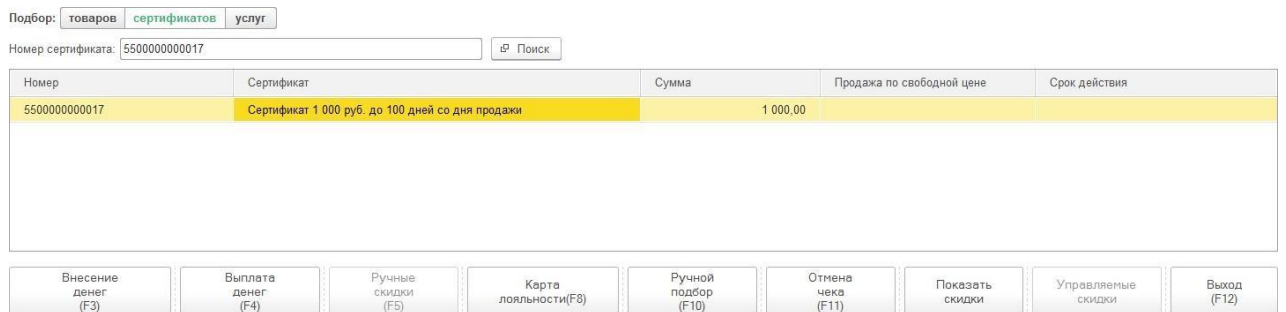 Подбор: товаров сертификатов услуг
Номер сертификата: 5500000000017 Поиск
Номер Сертификат Сумма Продажа по свободной цене Срок действия
5500000000017 Сертификат 1 000 руб. до 100 дней со дня продажи 1 000,00
Внесение
денег
(F3)
Выплата
денег
(F4)
Ручные
скидки
(F5)
Карта
лояльности(F8)
Ручной
подбор
(F10)
Отмена
чека
(F11)
Показать
скидки
Управляемые
скидки
Выход
(F12)